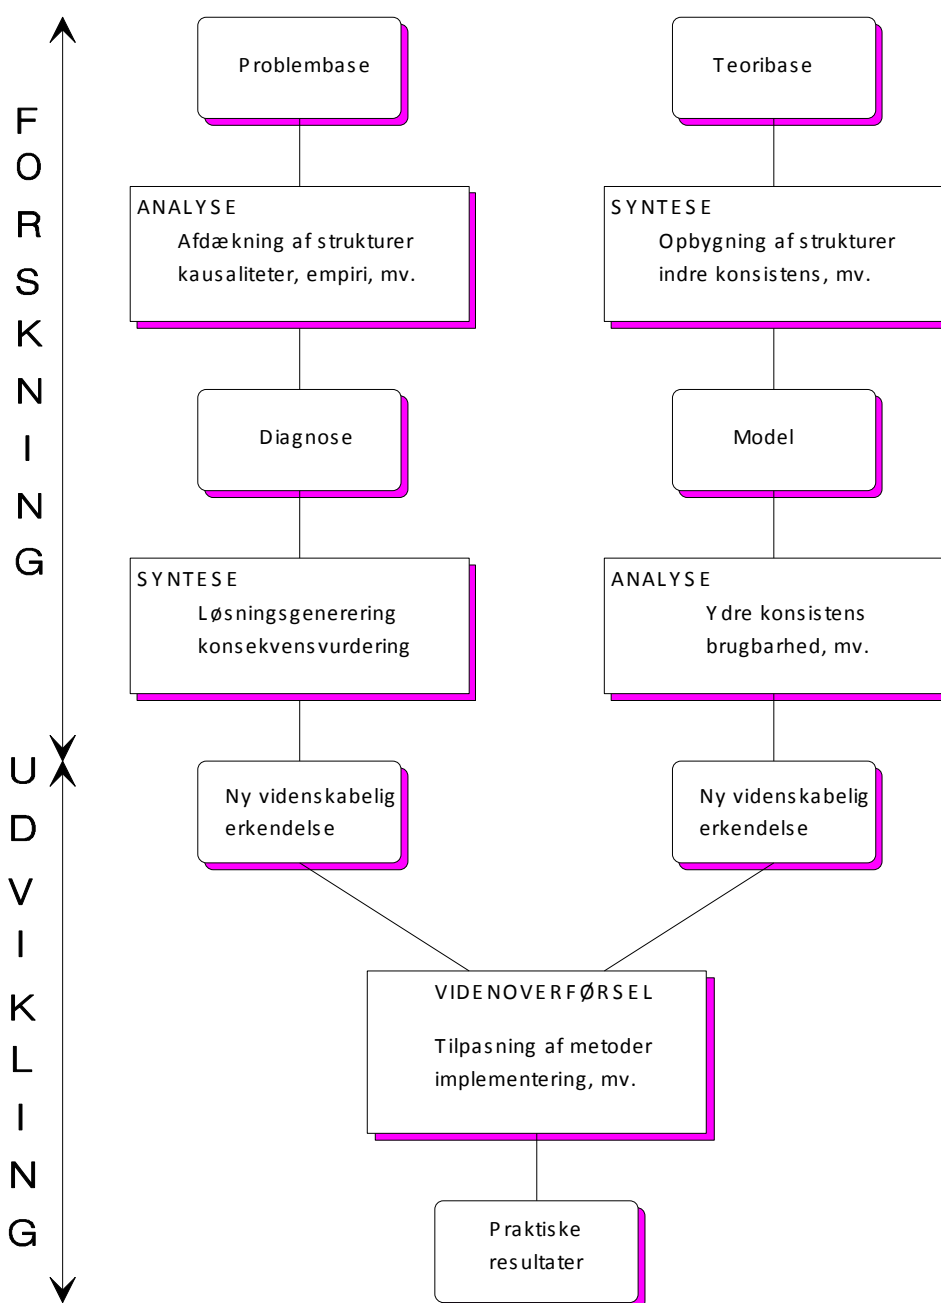 FORSKNING
UDVIKLING
Problembase
ANALYSE
Afdækning af strukturer
kausaliteter, empiri, mv.
Diagnose
SYNTESE
Løsningsgenerering
konsekvensvurdering
Ny videnskabelig
erkendelse
Teoribase
SYNTESE
Opbygning af strukturer
indre konsistens, mv.
Model
ANALYSE
Ydre konsistens
brugbarhed, mv.
Ny videnskabelig
erkendelse
VIDENOVERFØRSEL
Tilpasning af metoder
implementering, mv.
Praktiske
resultater